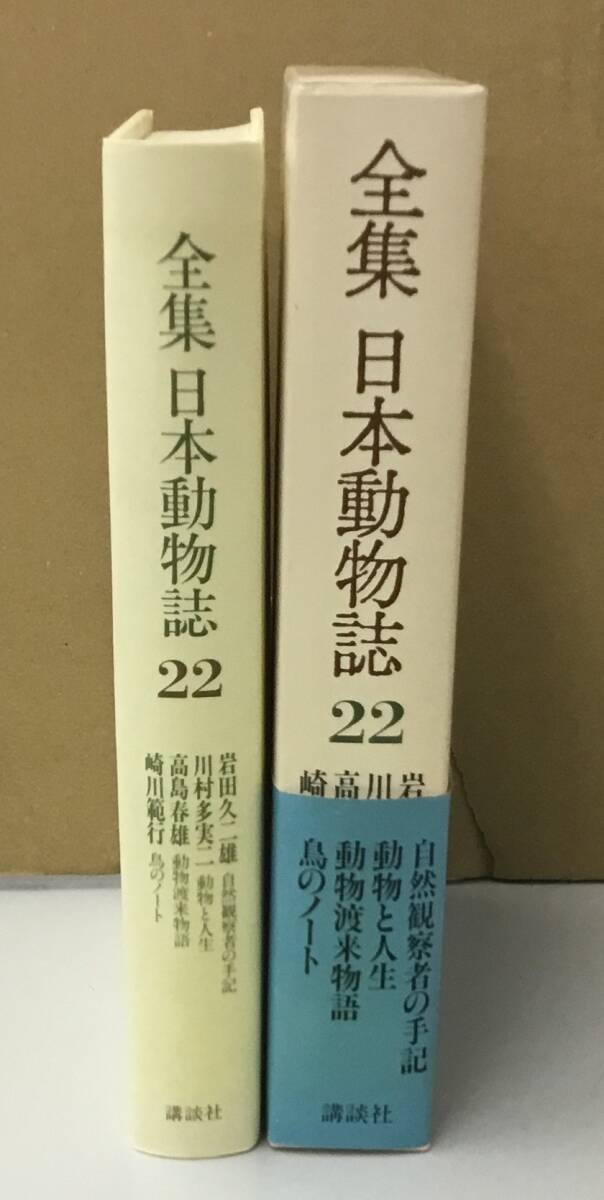 全集 日本動物誌
22
岩田久二雄 自然観察者の手記
川村多実二 動物と人生
高島春雄 動物渡来物語
崎川範行 鳥のノート
講談社
全集 日本動物誌
22
岩
川
高
崎
自然観察者の手記
動物と人生
動物渡来物語
鳥のノート
講談社